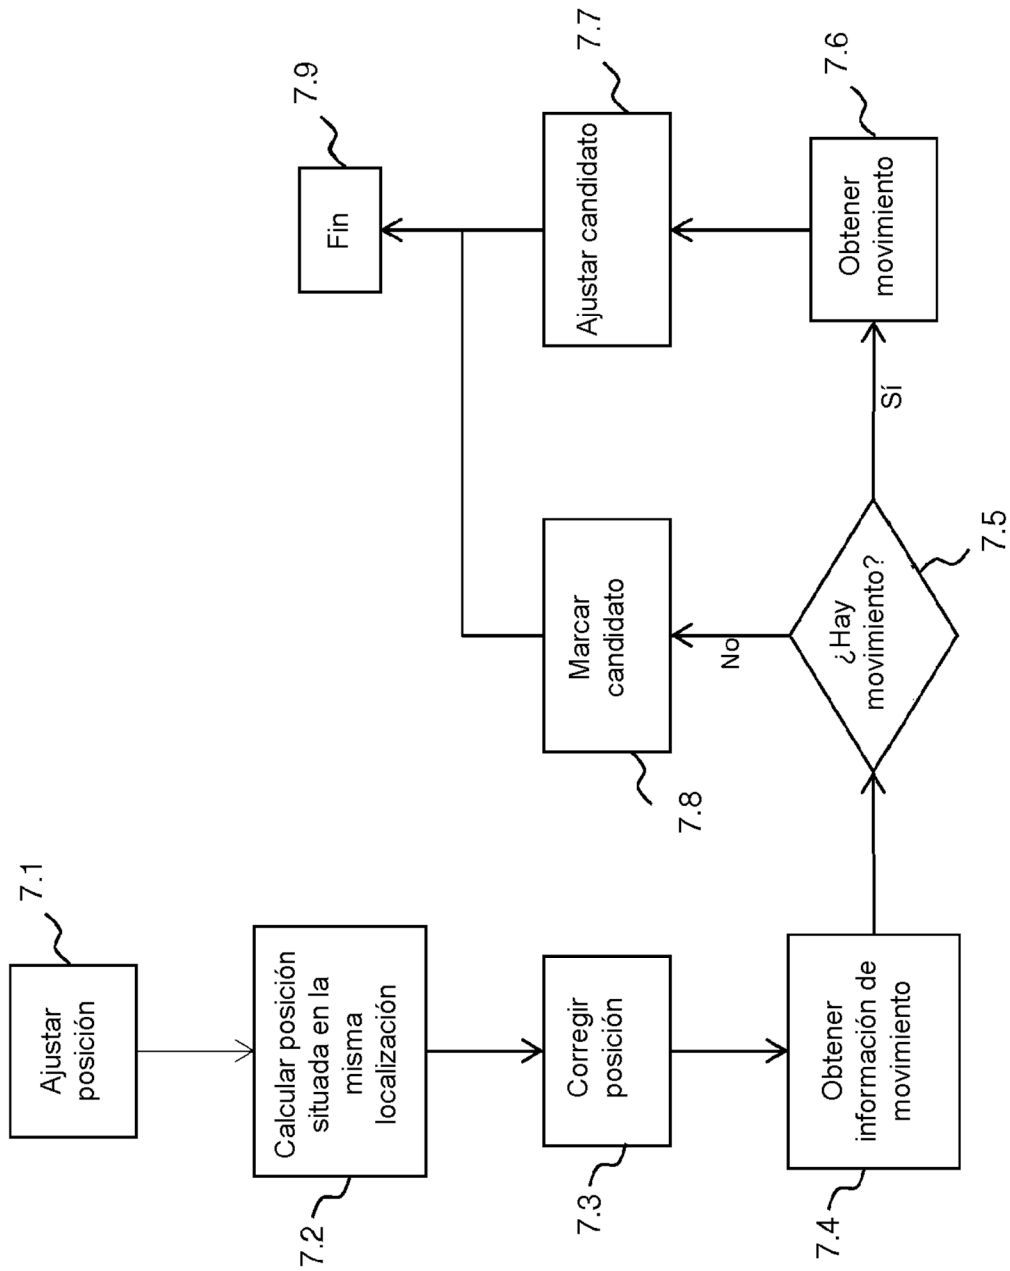 7.1
Ajustar
posición
7.2
Calcular posición
situada en la
misma
localización
7.3
Corregir
posición
7.4
Obtener
información de
movimiento
7.5
¿Hay
movimiento?
No
Sí
7.8
Marcar
candidato
7.6
Obtener
movimiento
7.7
Ajustar candidato
7.9
Fin